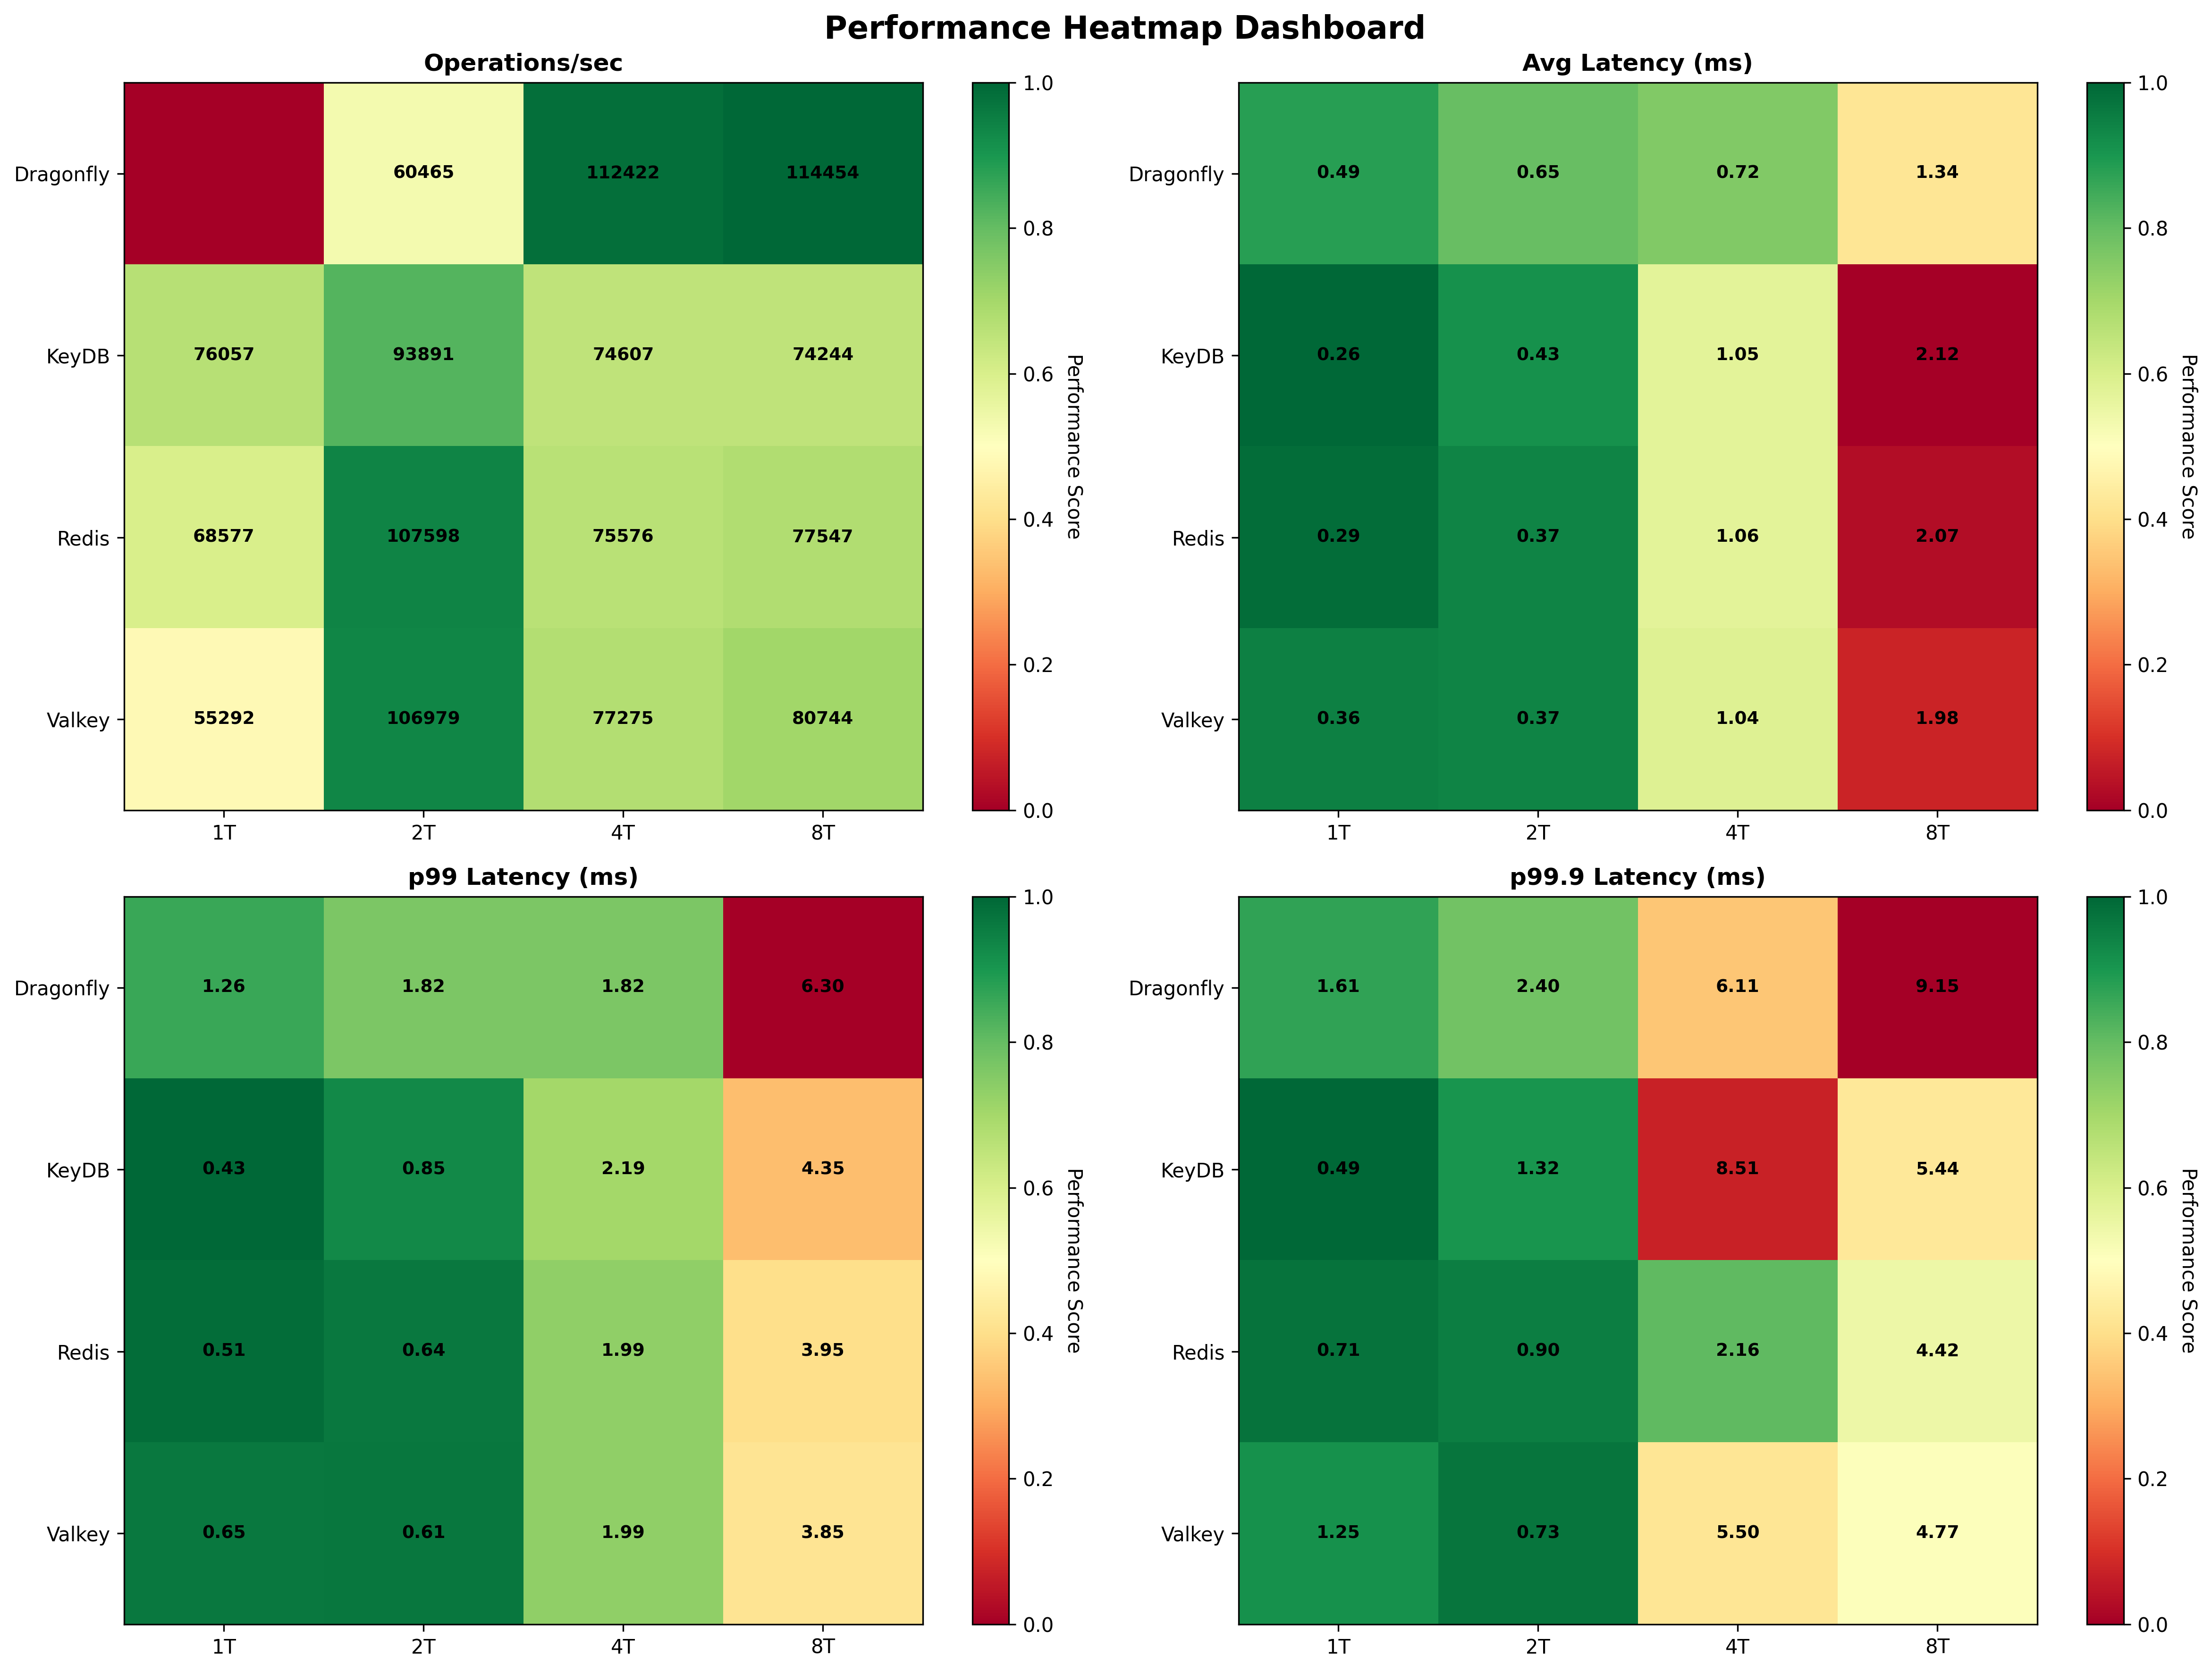 Performance Heatmap Dashboard
Operations/sec
Dragonfly 60465 112422 114454
KeyDB 76057 93891 74607 74244
Redis 68577 107598 75576 77547
Valkey 55292 106979 77275 80744
1T 2T 4T 8T
1.0
0.8
0.6
0.4
0.2
0.0
Performance Score
Avg Latency (ms)
Dragonfly 0.49 0.65 0.72 1.34
KeyDB 0.26 0.43 1.05 2.12
Redis 0.29 0.37 1.06 2.07
Valkey 0.36 0.37 1.04 1.98
1T 2T 4T 8T
1.0
0.8
0.6
0.4
0.2
0.0
Performance Score
p99 Latency (ms)
Dragonfly 1.26 1.82 1.82 6.30
KeyDB 0.43 0.85 2.19 4.35
Redis 0.51 0.64 1.99 3.95
Valkey 0.65 0.61 1.99 3.85
1T 2T 4T 8T
1.0
0.8
0.6
0.4
0.2
0.0
Performance Score
p99.9 Latency (ms)
Dragonfly 1.61 2.40 6.11 9.15
KeyDB 0.49 1.32 8.51 5.44
Redis 0.71 0.90 2.16 4.42
Valkey 1.25 0.73 5.50 4.77
1T 2T 4T 8T
1.0
0.8
0.6
0.4
0.2
0.0
Performance Score